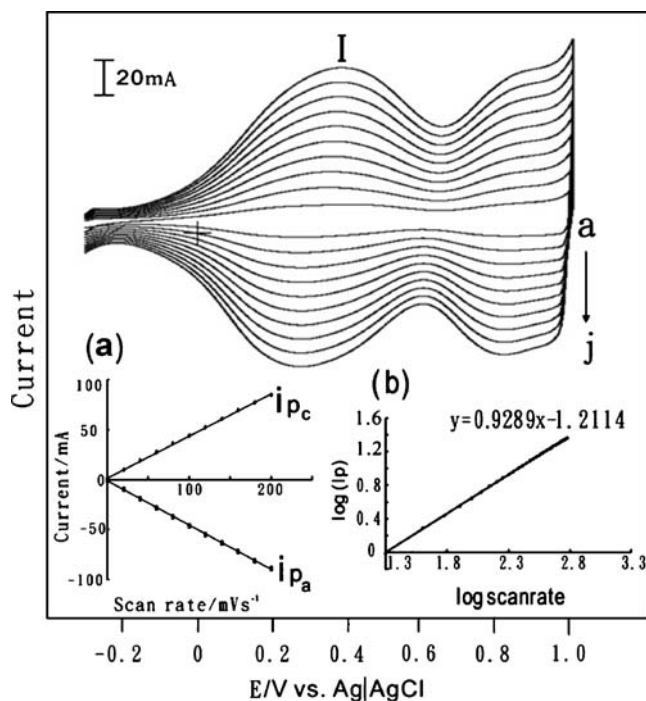 I
20mA
a
j
Current
(a)
100
50
0
-50
-100
100
200
Current/mA
ipc
ipa
Scan rate/mVs⁻¹
(b)
y=0.9289x-1.2114
1.6
1.2
0.8
0.4
0
1.3
1.8
2.3
2.8
3.3
log (Ip)
log scanrate
-0.2
0
0.2
0.4
0.6
0.8
1.0
E/V vs. Ag|AgCl